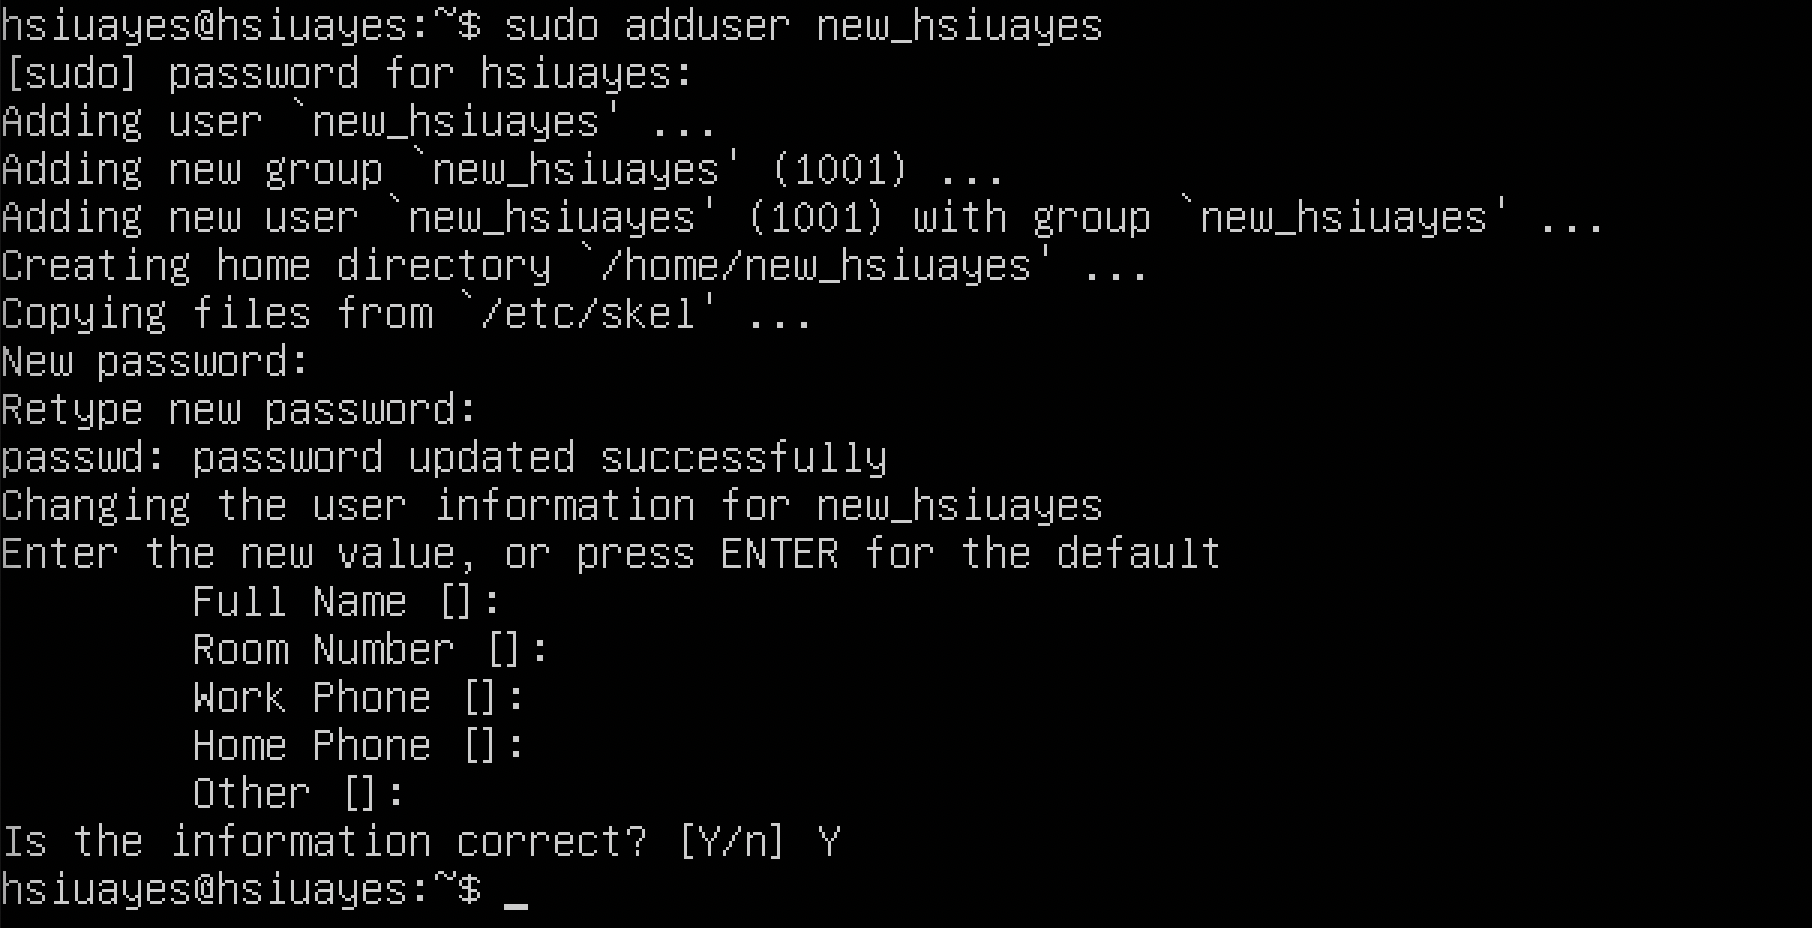 hsiuayes@hsiuayes:~$ sudo adduser new_hsiuayes
[sudo] password for hsiuayes:
Adding user `new_hsiuayes' ...
Adding new group `new_hsiuayes' (1001) ...
Adding new user `new_hsiuayes' (1001) with group `new_hsiuayes' ...
Creating home directory `/home/new_hsiuayes' ...
Copying files from `/etc/skel' ...
New password:
Retype new password:
passwd: password updated successfully
Changing the user information for new_hsiuayes
Enter the new value, or press ENTER for the default
        Full Name []:
        Room Number []:
        Work Phone []:
        Home Phone []:
        Other []:
Is the information correct? [Y/n] Y
hsiuayes@hsiuayes:~$ _